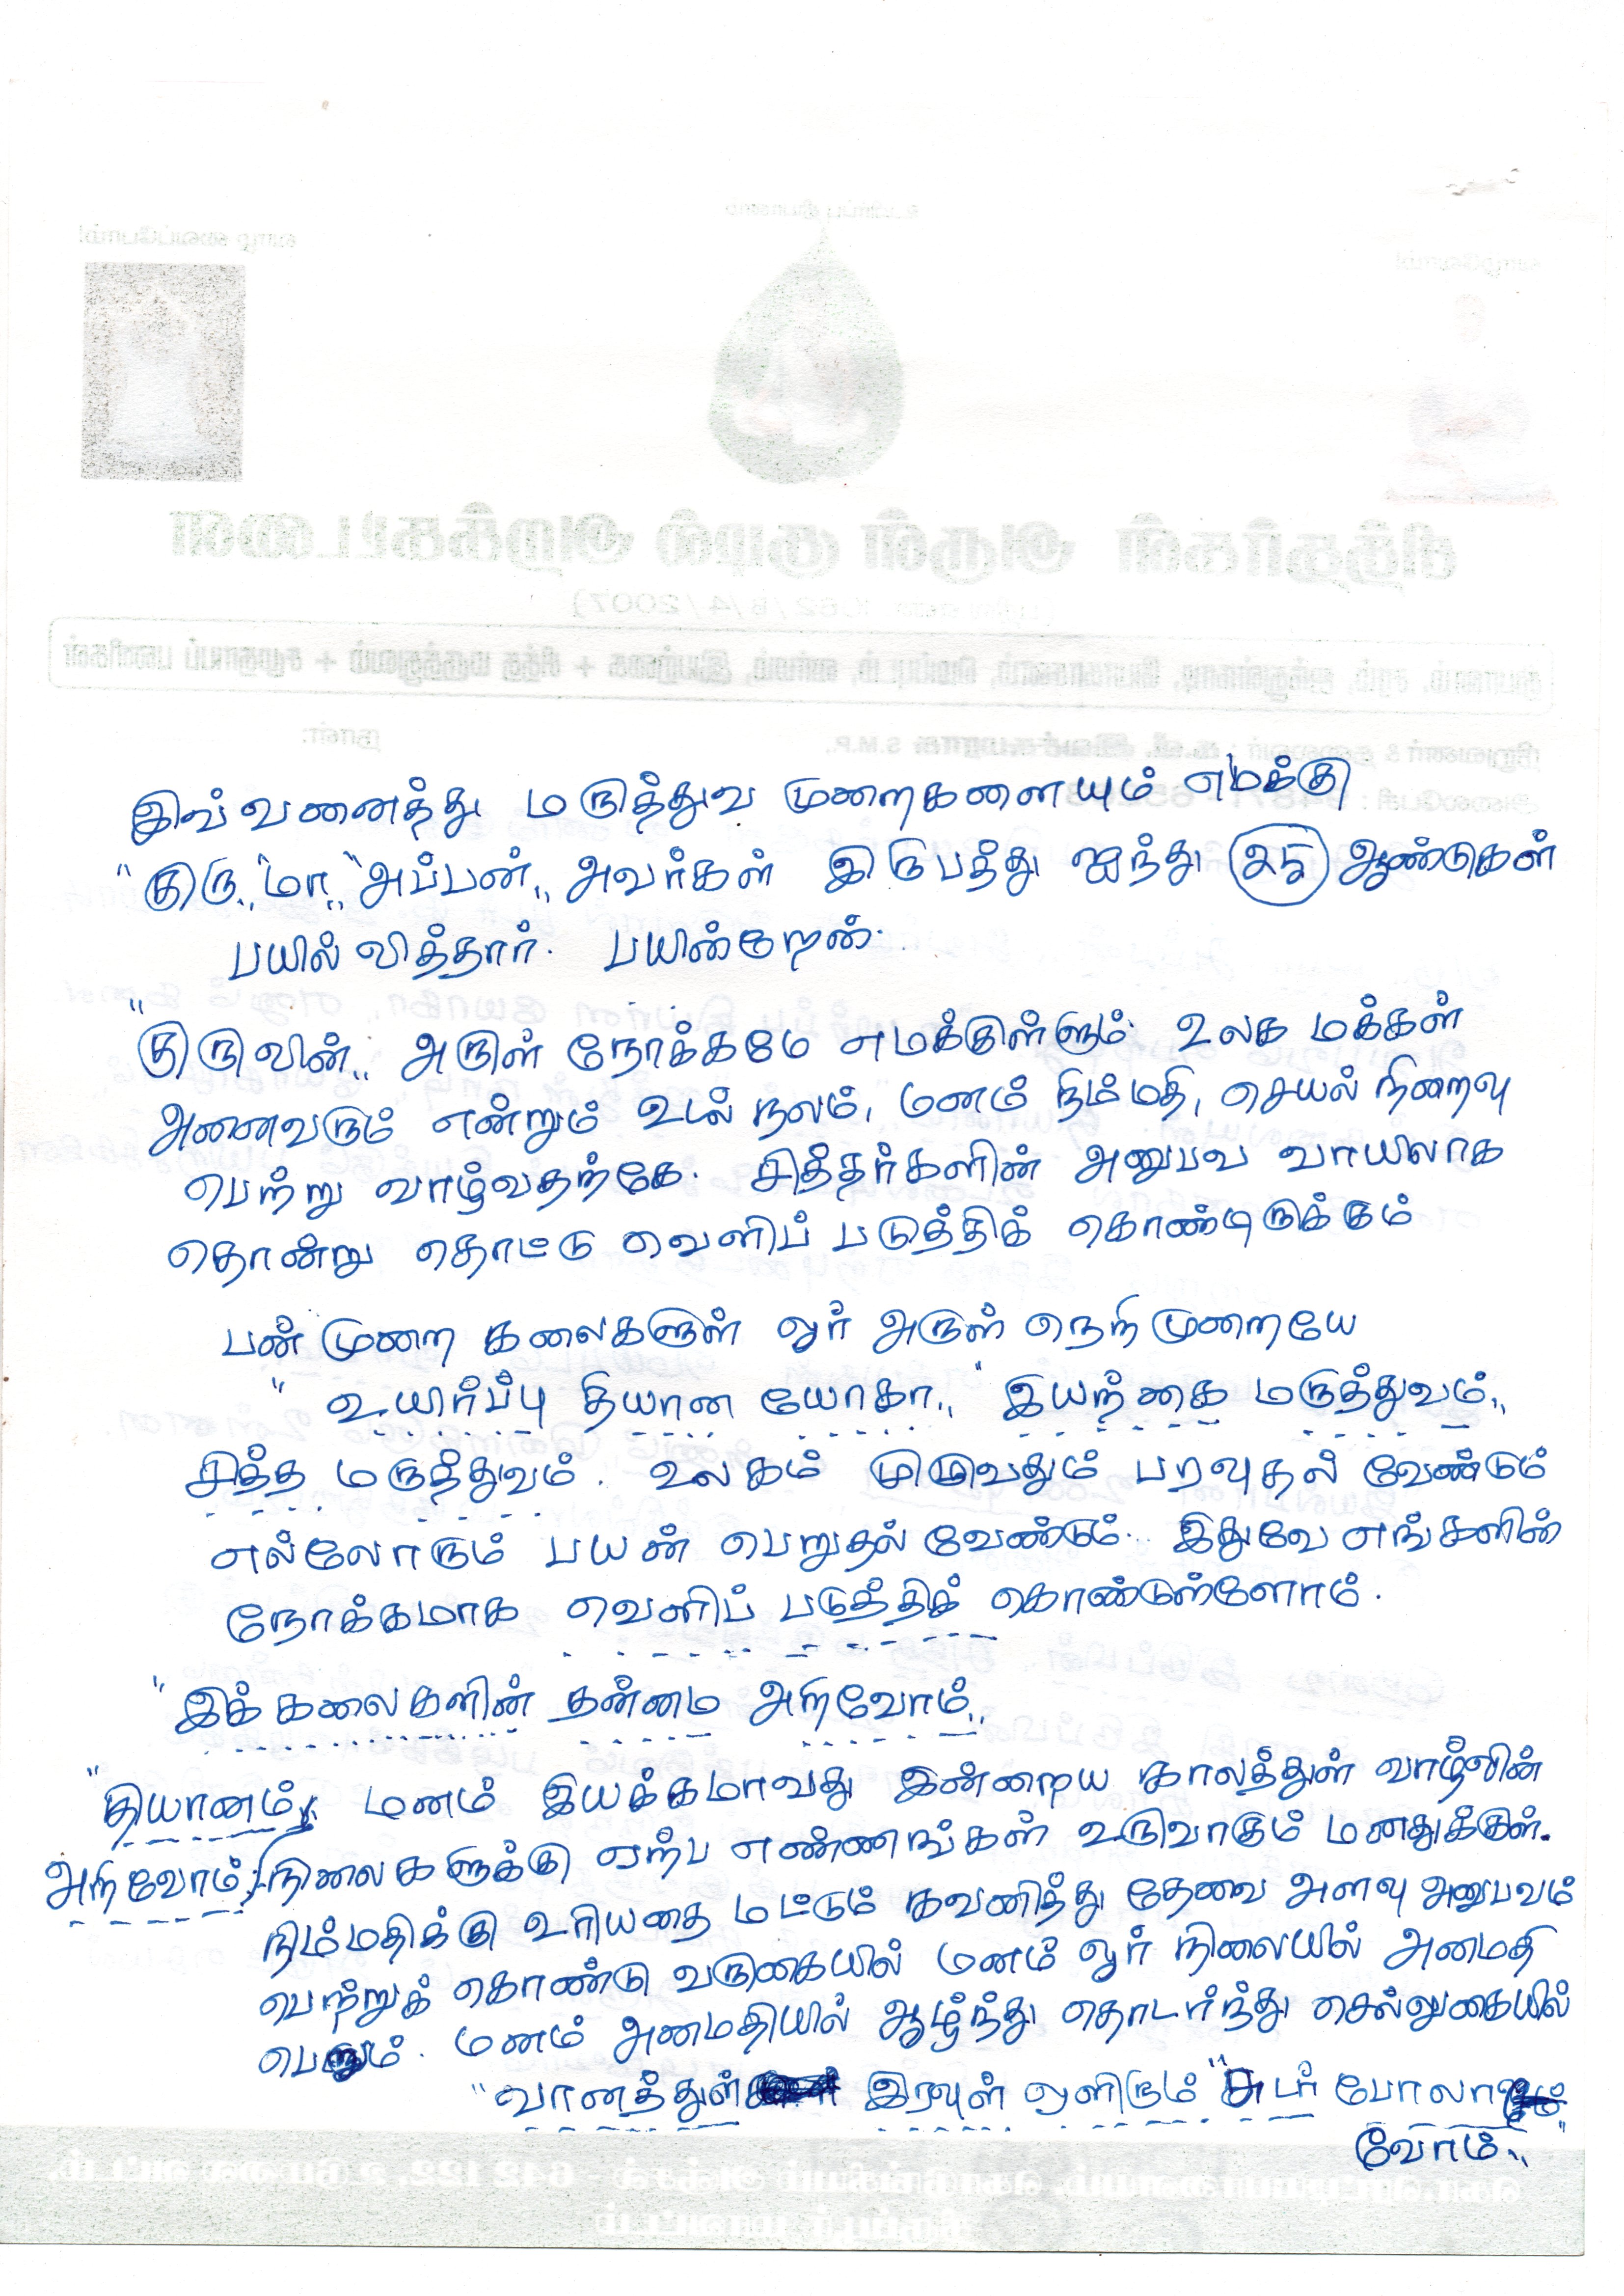 இவ்வனைத்து மருத்துவ முறைகளையும் எமக்கு
"குரு„ "மா„ "அப்பன்„ அவர்கள் இருபத்து ஐந்து ௨௫ ஆண்டுகள்
பயில்வித்தார். பயின்றேன்.
"குருவின்„ அருள் நோக்கமே எமக்குள்ளும் உலக மக்கள்
அனைவரும் என்றும் உடல் நலம், மனம் நிம்மதி, செயல் நிறைவு
பெற்று வாழ்வதற்கே. சித்தர்களின் அனுபவ வாயிலாக
தொன்று தொட்டு வெளிப் படுத்திக் கொண்டிருக்கும்
பன் முறை கலைகளுள் ஓர் அருள் நெறி முறையே
" உயிர்ப்பு தியான யோகா„ "இயற்கை மருத்துவம்„
சித்த மருத்துவம். உலகம் முழுவதும் பரவுதல் வேண்டும்
எல்லோரும் பயன் பெறுதல் வேண்டும். இதுவே எங்களின்
நோக்கமாக வெளிப் படுத்திக் கொண்டுள்ளோம்.
"இக் கலைகளின் தன்மை அறிவோம்„
"தியானம் மனம் இயக்கமாவது இன்றைய காலத்துள் வாழ்வின்
அறிவோம்; நிலைகளுக்கு ஏற்ப எண்ணங்கள் உருவாகும் மனதுக்குள்.
நிம்மதிக்கு உரியதை மட்டும் கவனித்து தேவை அளவு அனுபவம்
பெற்றுக் கொண்டு வருகையில் மனம் ஓர் நிலையில் அமைதி
பெறும். மனம் அமைதியில் ஆழ்ந்து தொடர்ந்து செல்லுகையில்
"வானத்துள் இரவுள் ஒளிரும் "சுடர் போலா
வோம்„